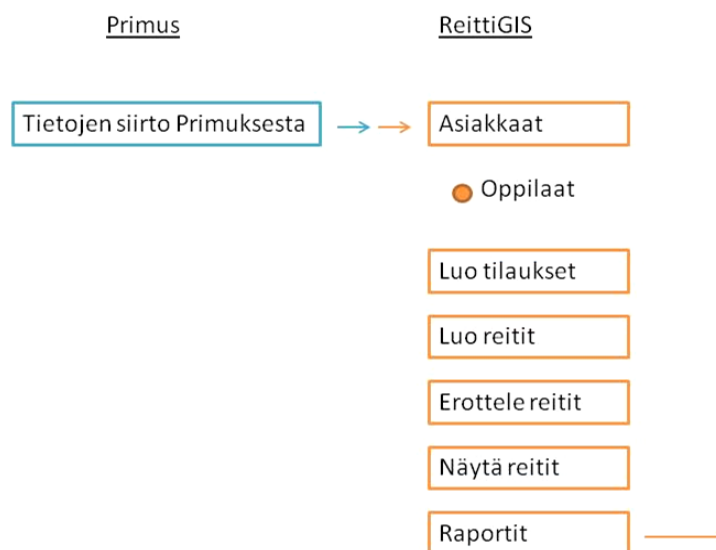 Primus
ReittiGIS
Tietojen siirto Primuksesta
Asiakkaat
Oppilaat
Luo tilaukset
Luo reitit
Erottele reitit
Näytä reitit
Raportit